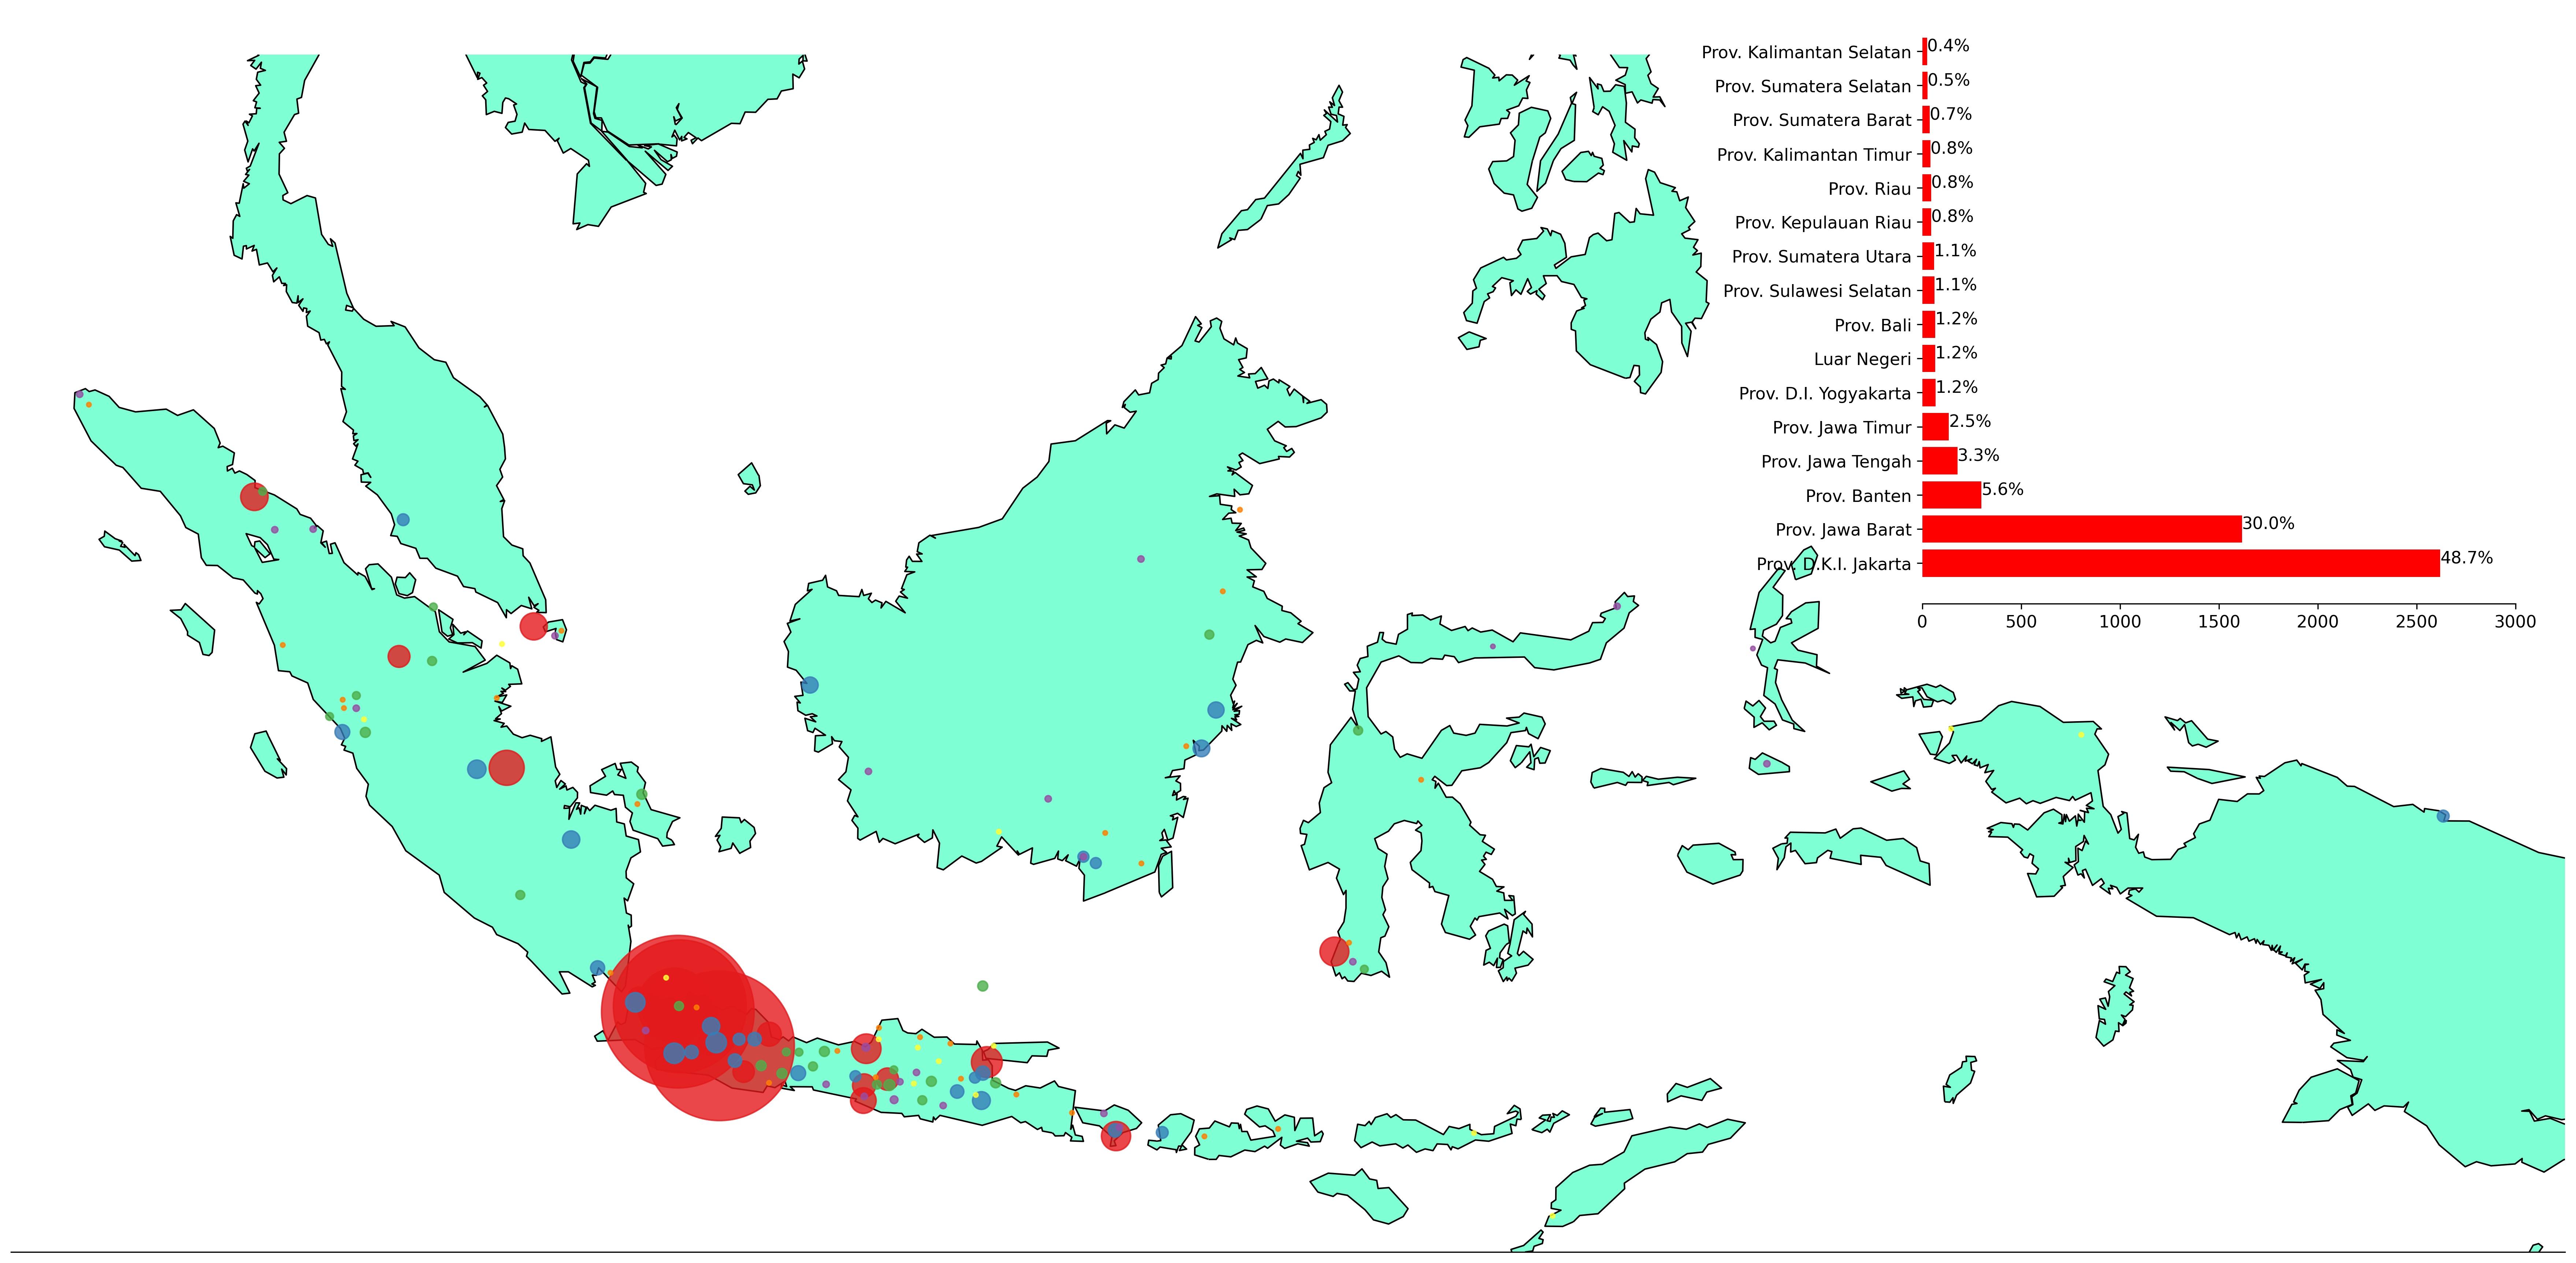 Prov. Kalimantan Selatan 0.4%
Prov. Sumatera Selatan 0.5%
Prov. Sumatera Barat 0.7%
Prov. Kalimantan Timur 0.8%
Prov. Riau 0.8%
Prov. Kepulauan Riau 0.8%
Prov. Sumatera Utara 1.1%
Prov. Sulawesi Selatan 1.1%
Prov. Bali 1.2%
Luar Negeri 1.2%
Prov. D.I. Yogyakarta 1.2%
Prov. Jawa Timur 2.5%
Prov. Jawa Tengah 3.3%
Prov. Banten 5.6%
Prov. Jawa Barat 30.0%
Prov. D.K.I. Jakarta 48.7%
0 500 1000 1500 2000 2500 3000